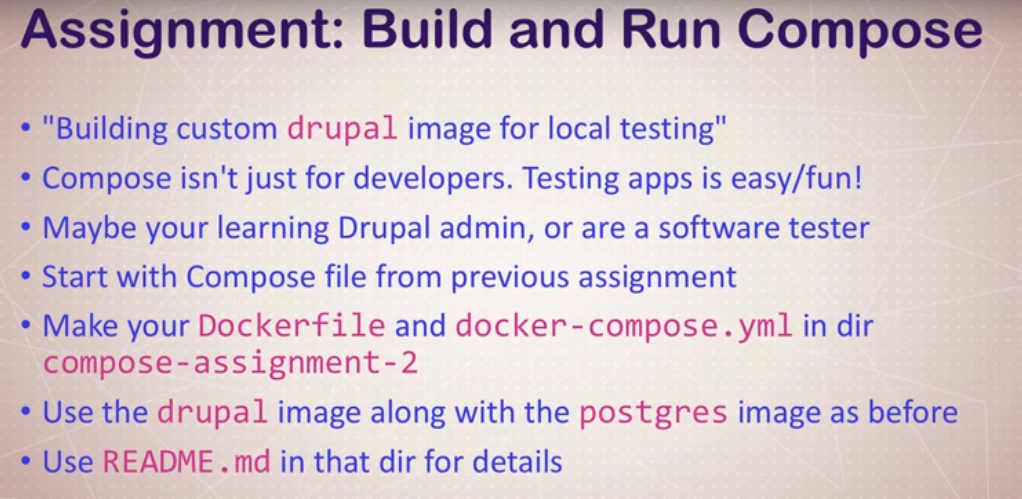 Assignment: Build and Run Compose
• "Building custom drupal image for local testing"
• Compose isn't just for developers. Testing apps is easy/fun!
• Maybe your learning Drupal admin, or are a software tester
• Start with Compose file from previous assignment
• Make your Dockerfile and docker-compose.yml in dir
compose-assignment-2
• Use the drupal image along with the postgres image as before
• Use README.md in that dir for details